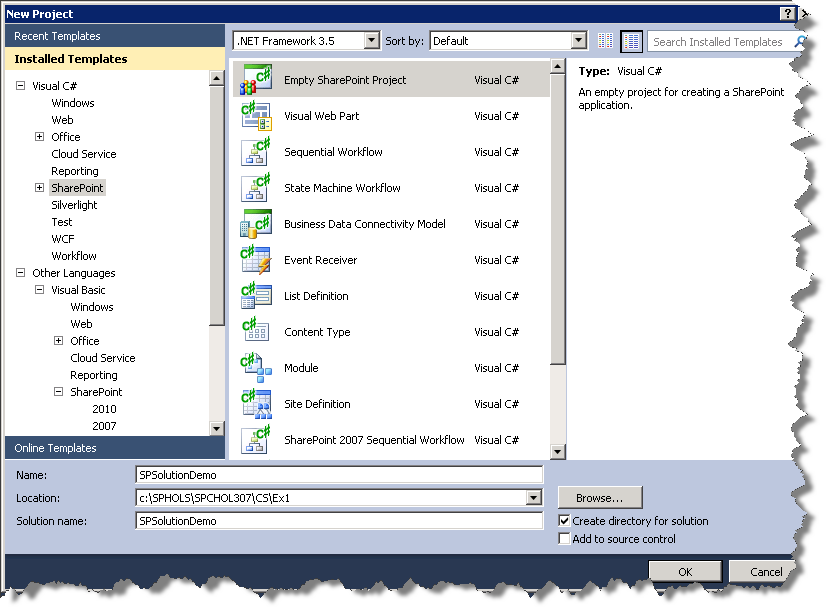 New Project
Recent Templates
.NET Framework 3.5 Sort by: Default Search Installed Templates
Installed Templates
Visual C#
Windows
Web
Office
Cloud Service
Reporting
SharePoint
Silverlight
Test
WCF
Workflow
Other Languages
Visual Basic
Windows
Web
Office
Cloud Service
Reporting
SharePoint
2010
2007
Online Templates
Empty SharePoint Project Visual C#
Visual Web Part Visual C#
Sequential Workflow Visual C#
State Machine Workflow Visual C#
Business Data Connectivity Model Visual C#
Event Receiver Visual C#
List Definition Visual C#
Content Type Visual C#
Module Visual C#
Site Definition Visual C#
SharePoint 2007 Sequential Workflow Visual C#
Type: Visual C#
An empty project for creating a SharePoint
application.
Name: SPSolutionDemo
Location: c:\SPHOLS\SPCHOL307\CS\Ex1 Browse...
Solution name: SPSolutionDemo
Create directory for solution
Add to source control
OK Cancel